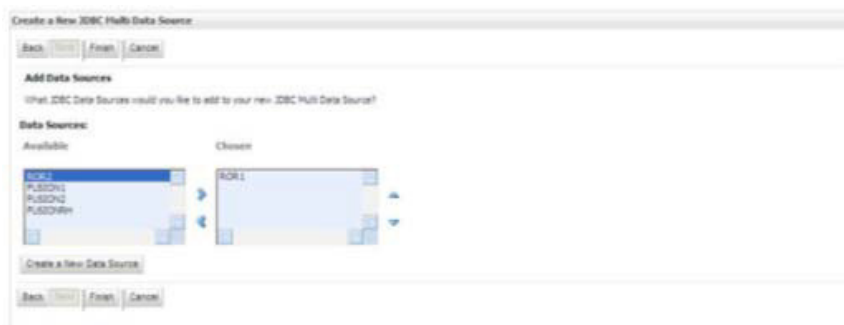 Create a New JDBC Multi Data Source
Back Next Finish Cancel
Add Data Sources
What JDBC Data Sources would you like to add to your new JDBC Multi Data Source?
Data Sources:
Available Chosen
ROR2 ROR1
FUSION1
FUSION2
FUSIONRH
Create a New Data Source
Back Next Finish Cancel